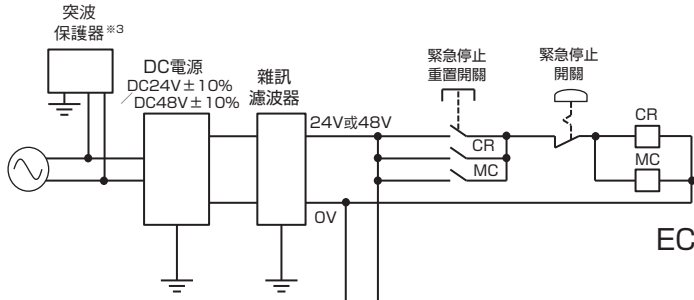 突波
保護器※3
DC電源
DC24V±10%
DC48V±10%
雜訊
濾波器
24V或48V
0V
緊急停止
重置開關
CR
MC
緊急停止
開關
CR
MC
EC